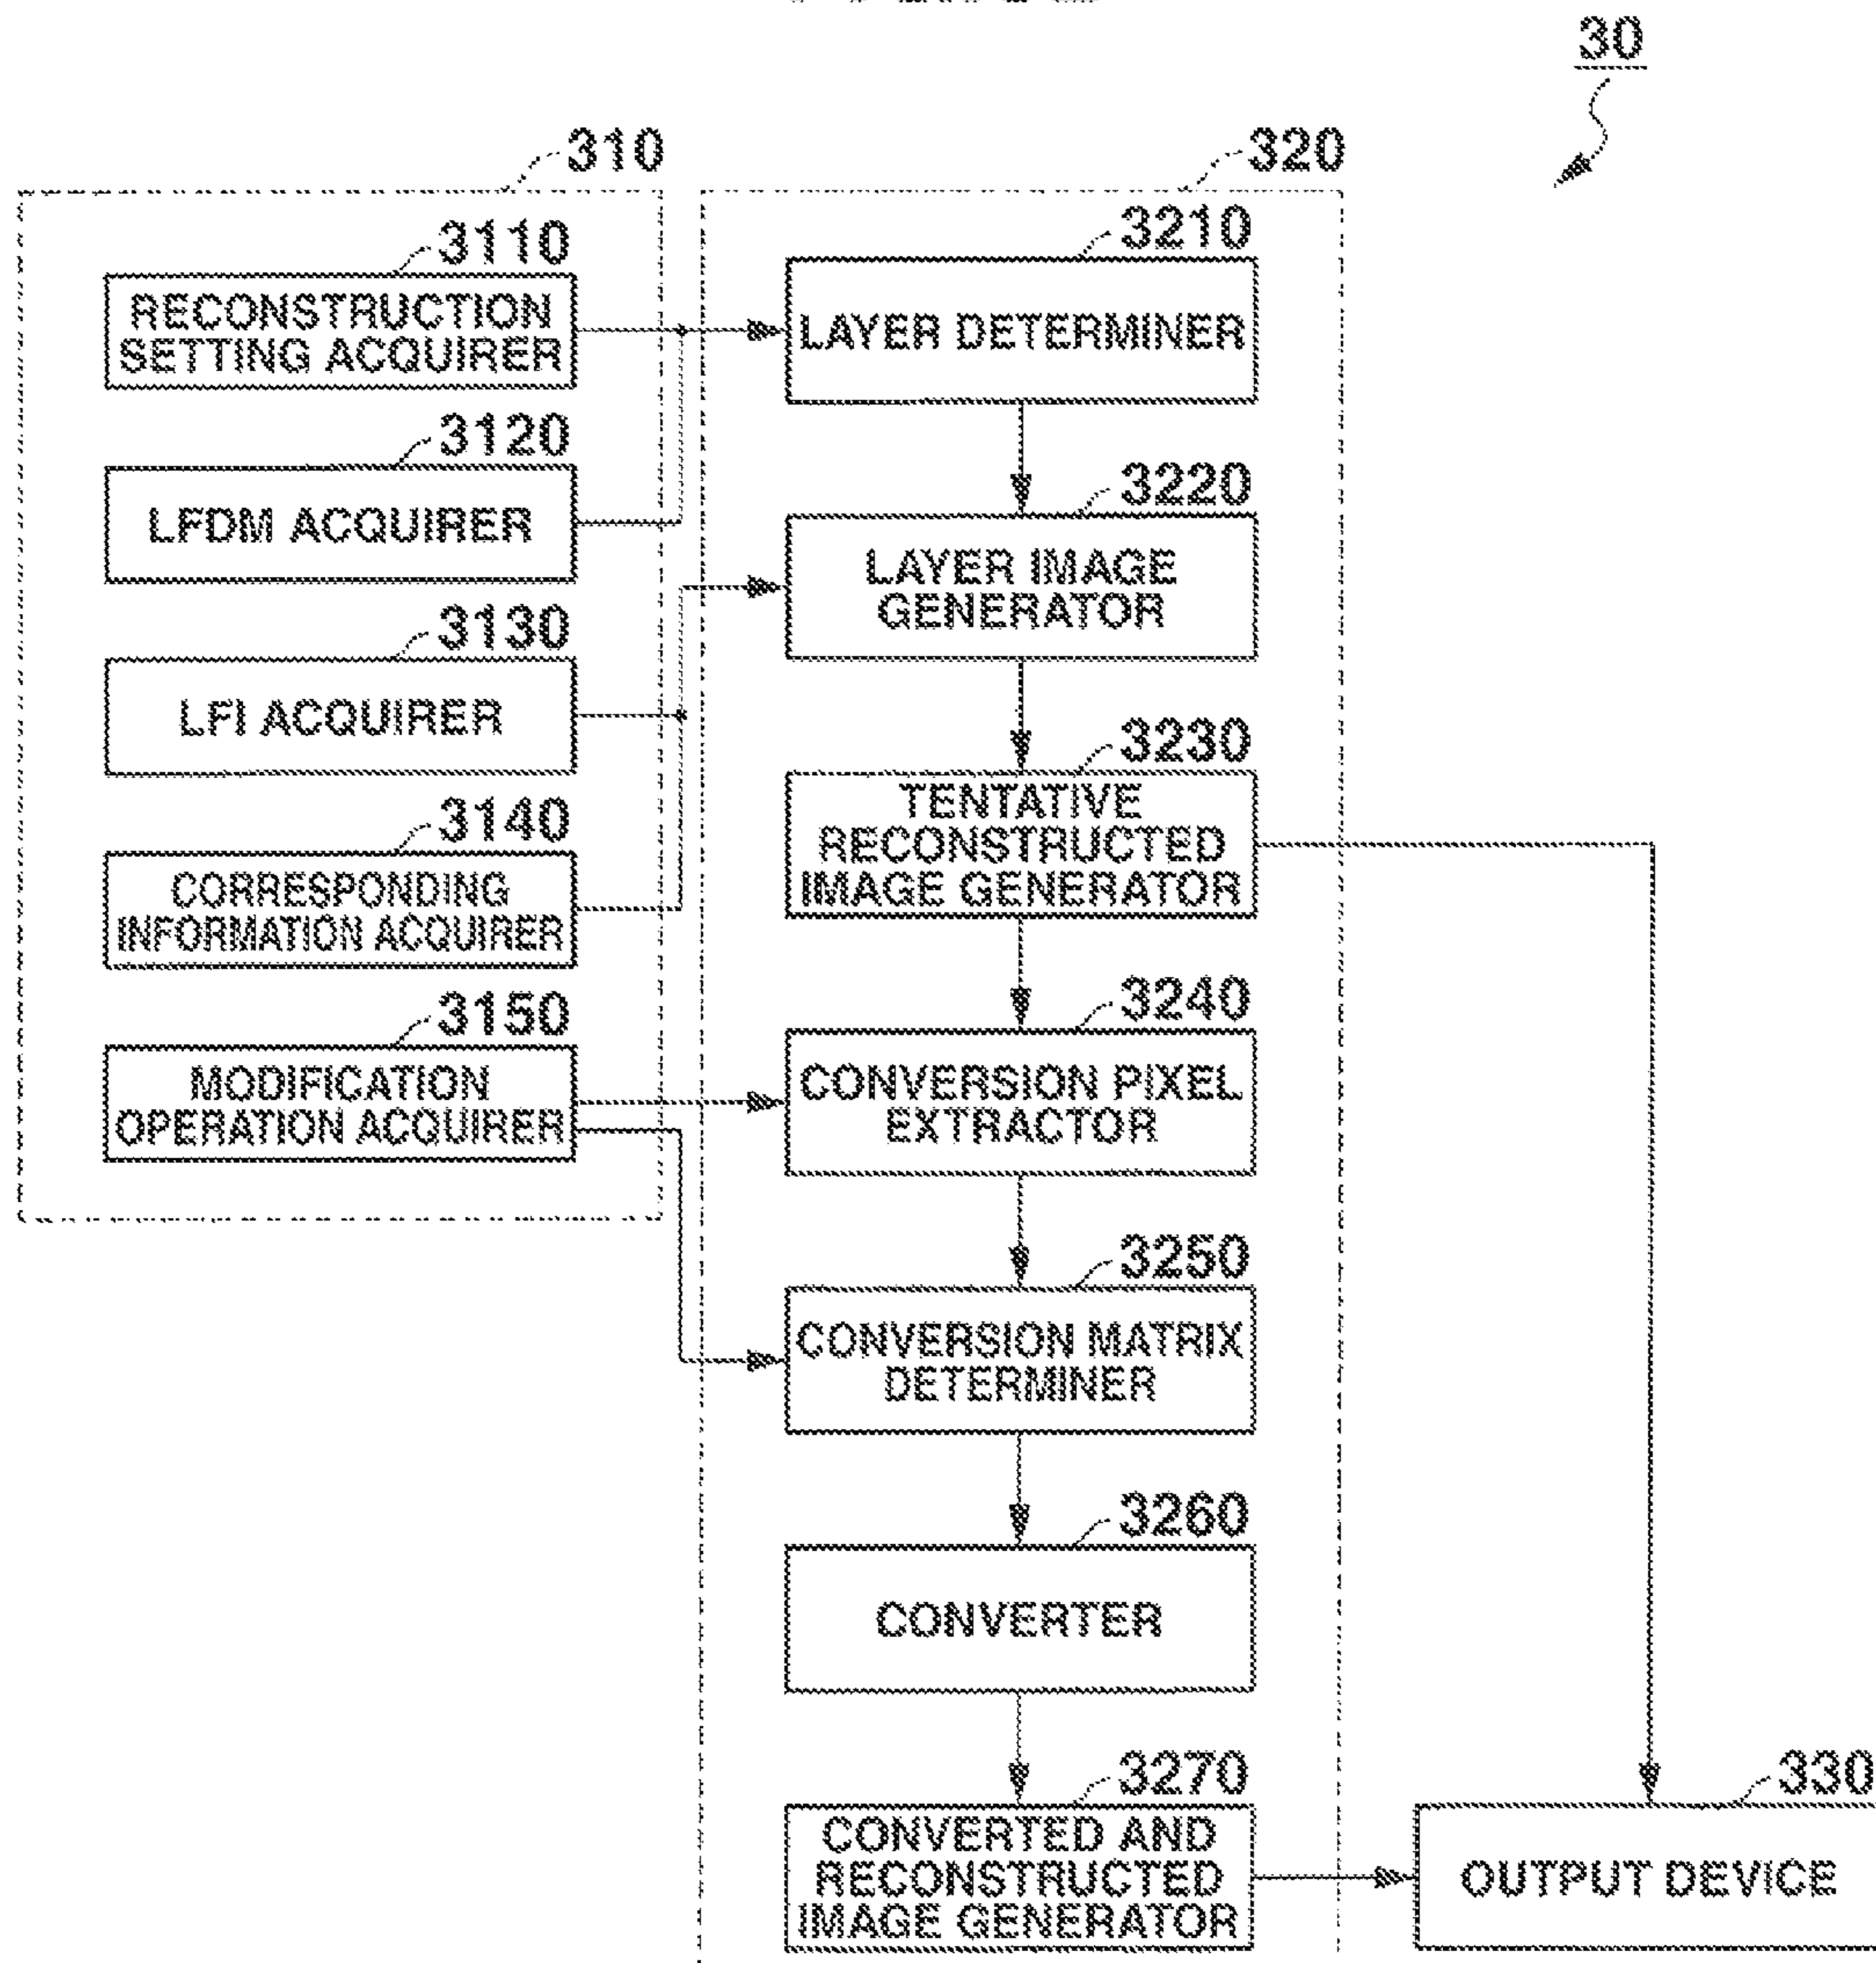 30
310
3110
RECONSTRUCTION
SETTING ACQUIRER
3120
LFDM ACQUIRER
3130
LFI ACQUIRER
3140
CORRESPONDING
INFORMATION ACQUIRER
3150
MODIFICATION
OPERATION ACQUIRER
320
3210
LAYER DETERMINER
3220
LAYER IMAGE
GENERATOR
3230
TENTATIVE
RECONSTRUCTED
IMAGE GENERATOR
3240
CONVERSION PIXEL
EXTRACTOR
3250
CONVERSION MATRIX
DETERMINER
3260
CONVERTER
3270
CONVERTED AND
RECONSTRUCTED
IMAGE GENERATOR
330
OUTPUT DEVICE